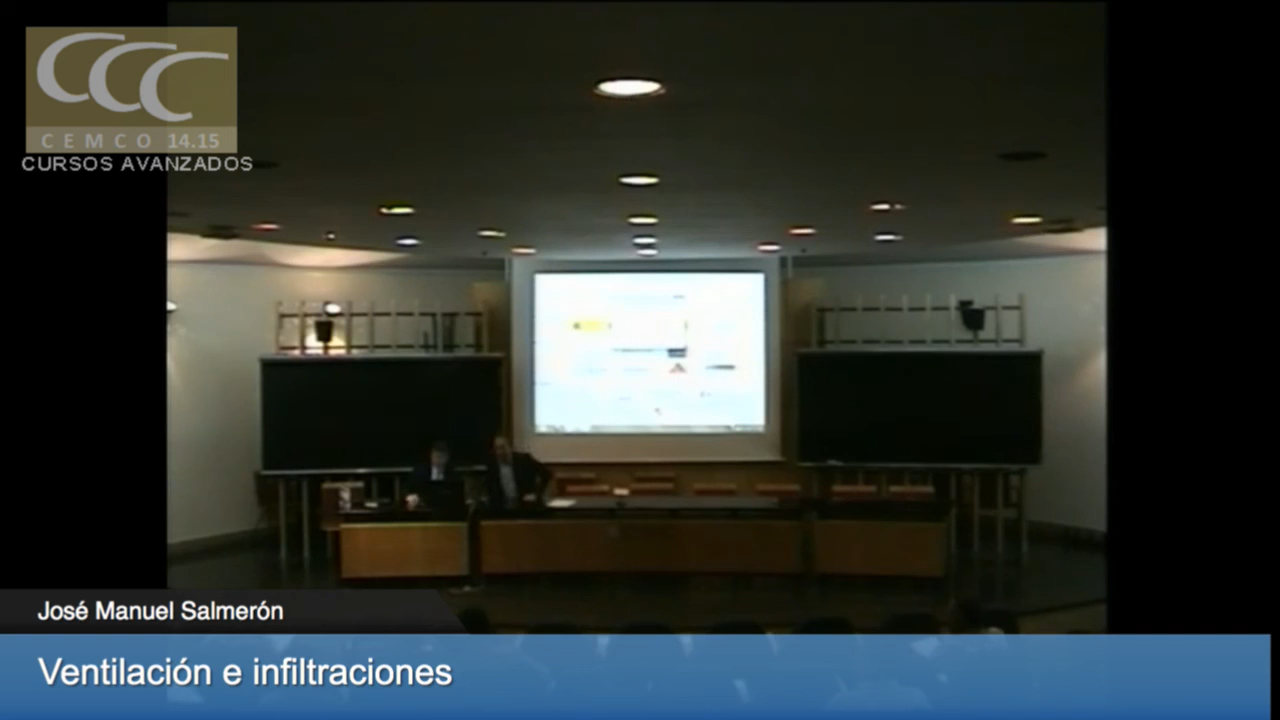 CCC
CEMCO 14.15
CURSOS AVANZADOS
José Manuel Salmerón
Ventilación e infiltraciones